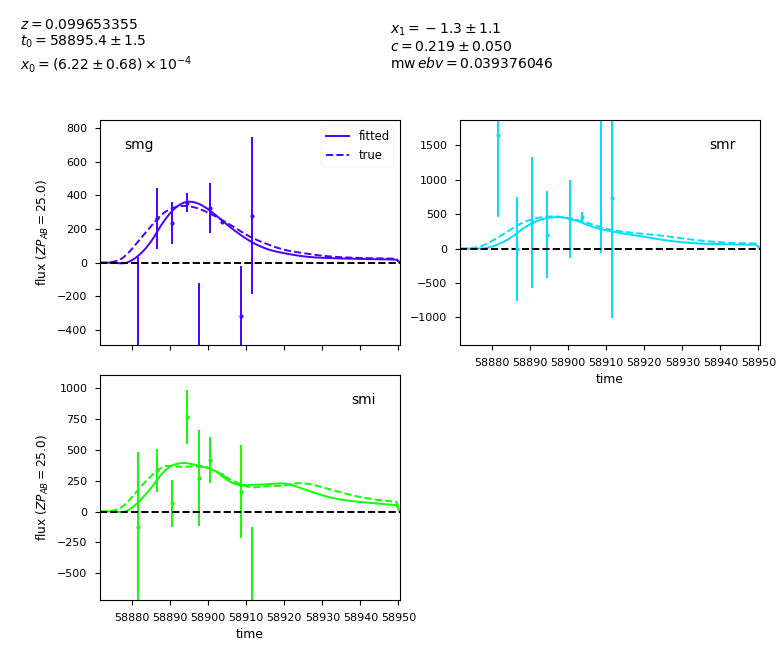 z = 0.099653355
t₀ = 58895.4 ± 1.5
x₀ = (6.22 ± 0.68) × 10⁻⁴
x₁ = −1.3 ± 1.1
c = 0.219 ± 0.050
mw ebv = 0.039376046
smg
fitted
true
800
600
400
200
0
−200
−400
flux (ZP_AB = 25.0)
smr
1500
1000
500
0
−500
−1000
58880 58890 58900 58910 58920 58930 58940 58950
time
smi
1000
750
500
250
0
−250
−500
flux (ZP_AB = 25.0)
58880 58890 58900 58910 58920 58930 58940 58950
time